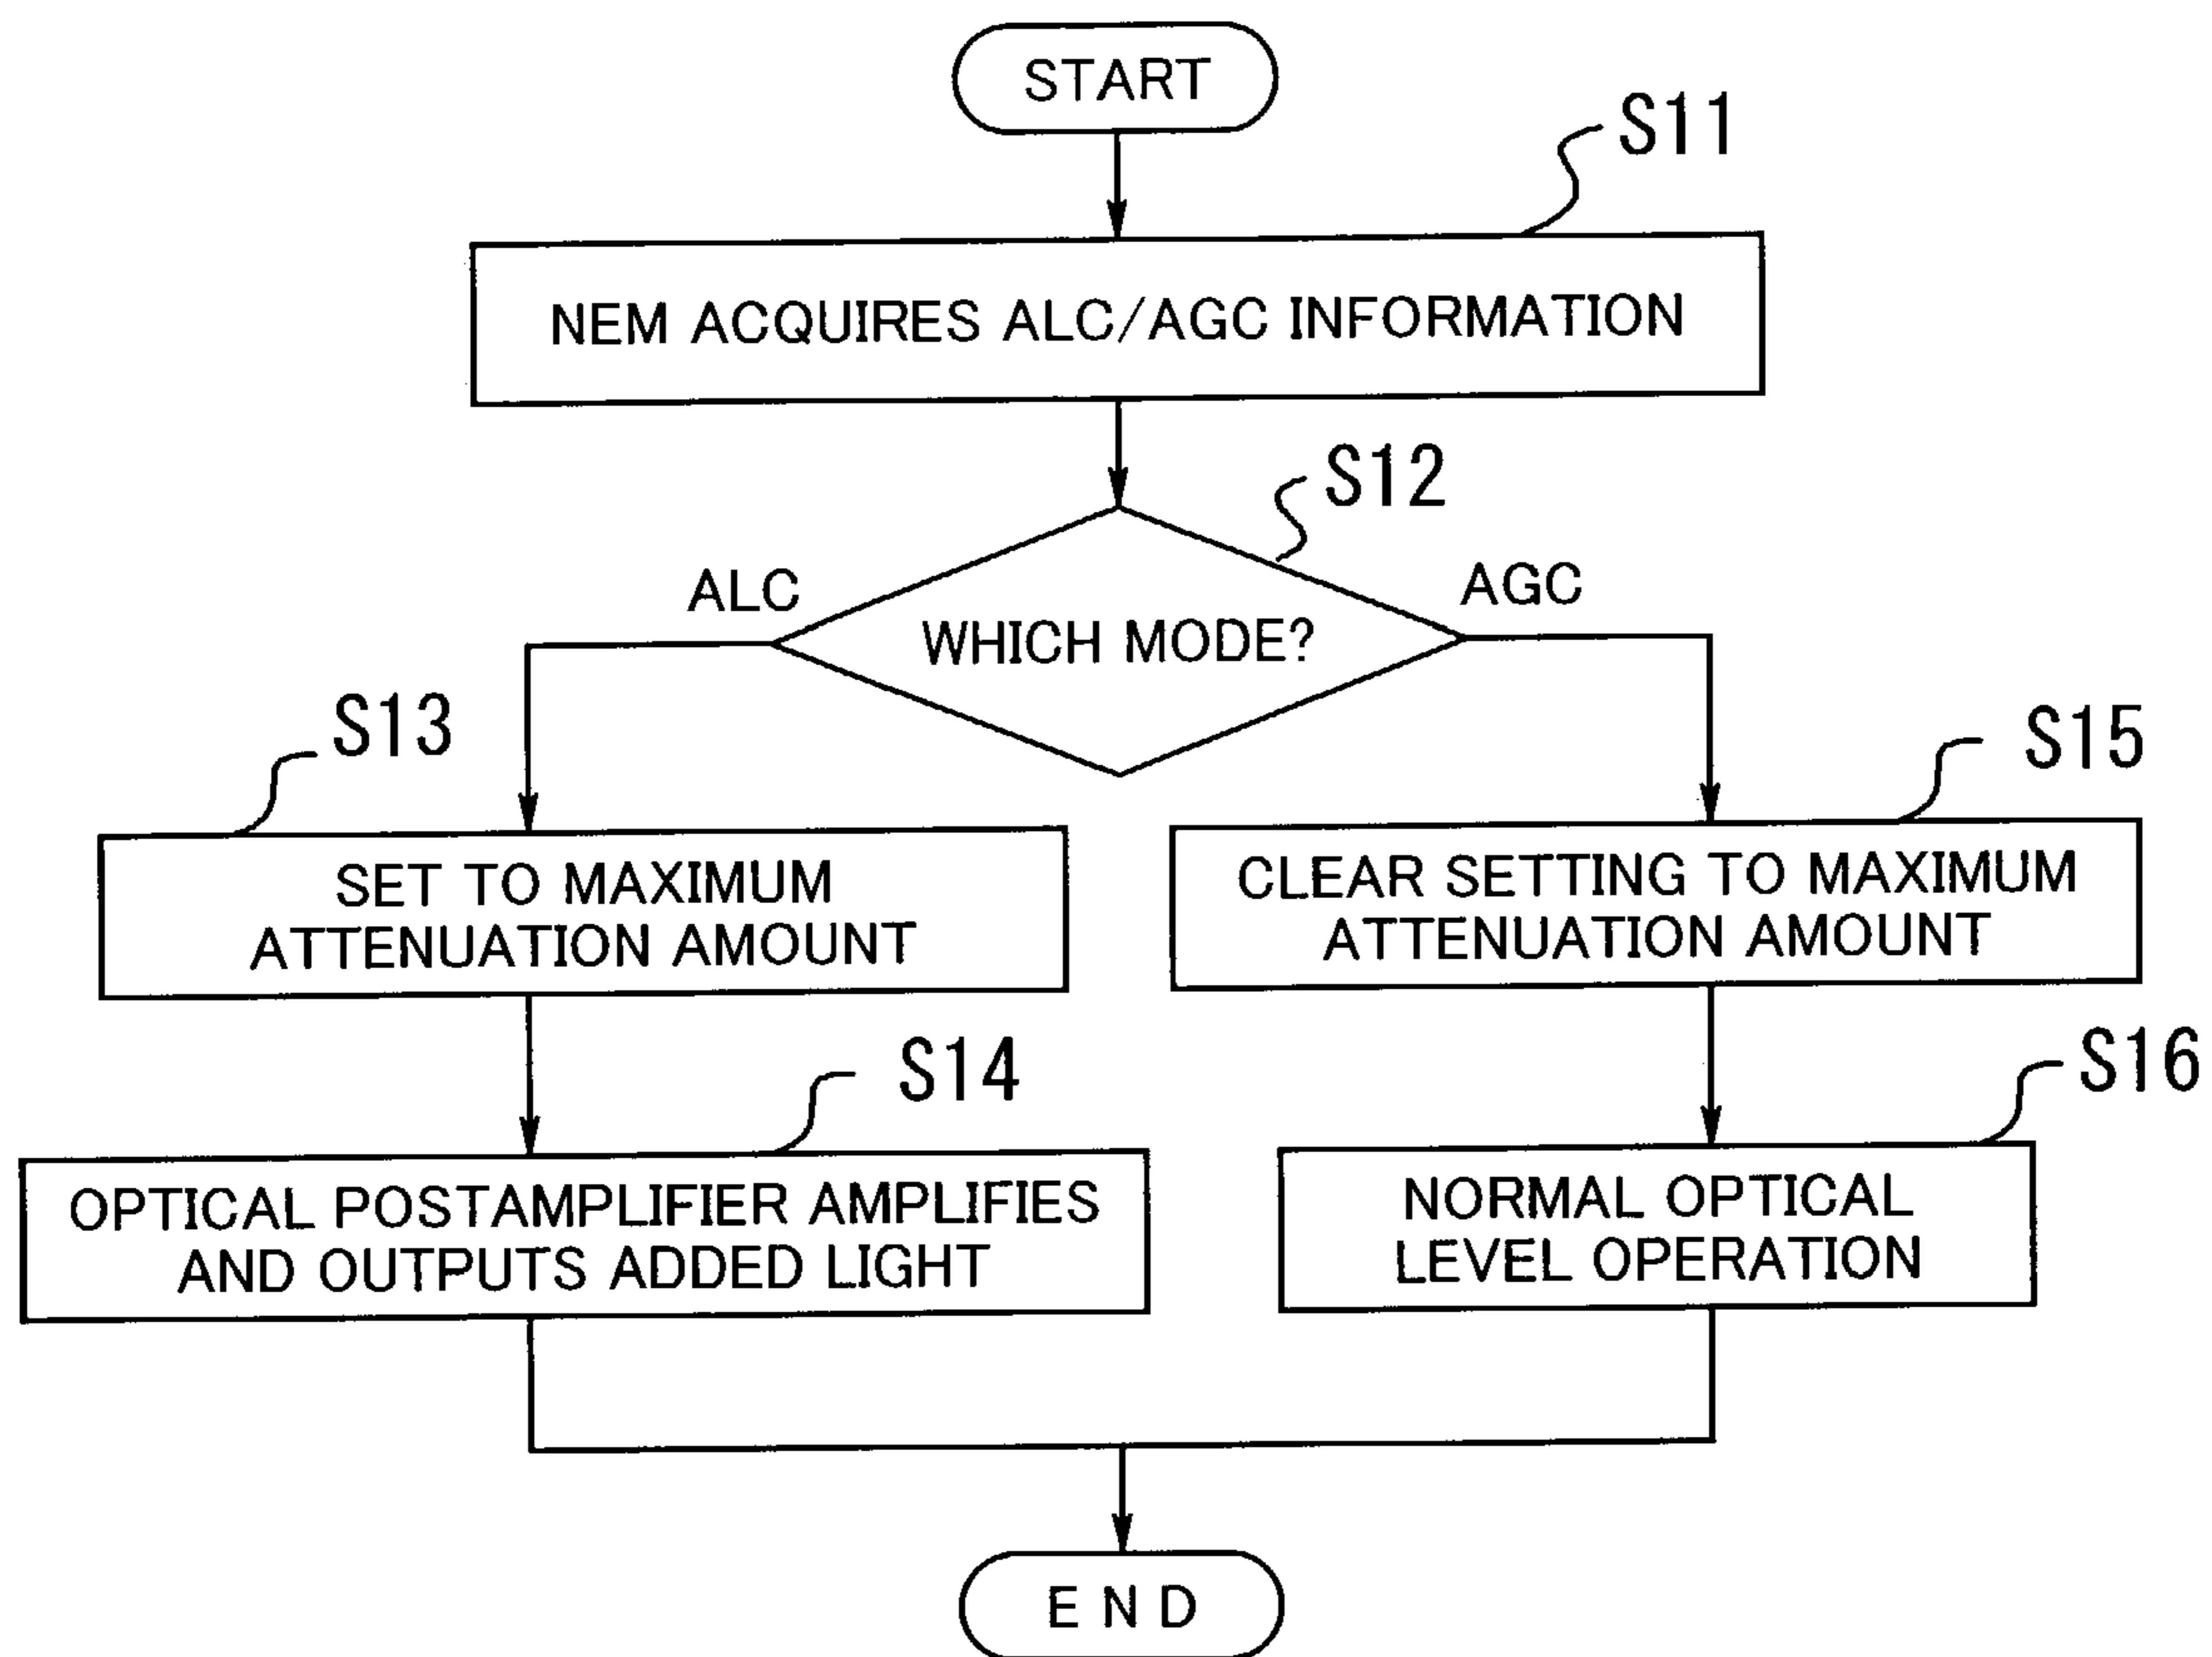 START
S11
NEM ACQUIRES ALC/AGC INFORMATION
S12
ALC
AGC
WHICH MODE?
S13
S15
SET TO MAXIMUM
ATTENUATION AMOUNT
CLEAR SETTING TO MAXIMUM
ATTENUATION AMOUNT
S14
S16
OPTICAL POSTAMPLIFIER AMPLIFIES
AND OUTPUTS ADDED LIGHT
NORMAL OPTICAL
LEVEL OPERATION
END